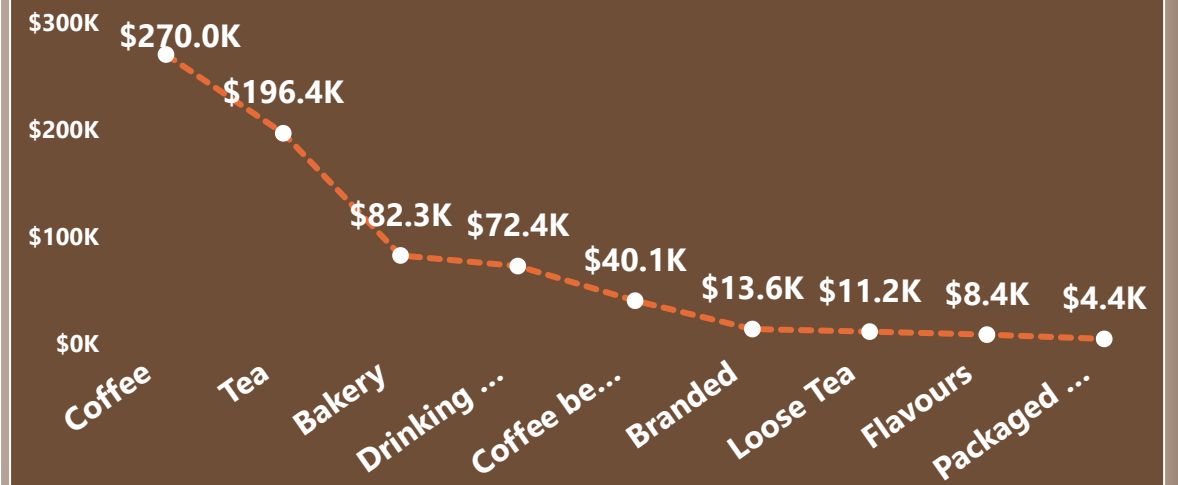 $300K
$270.0K
$196.4K
$200K
$82.3K
$72.4K
$100K
$40.1K
$13.6K
$11.2K
$8.4K
$4.4K
$0K
Coffee
Tea
Bakery
Drinking ...
Coffee be...
Branded
Loose Tea
Flavours
Packaged ...